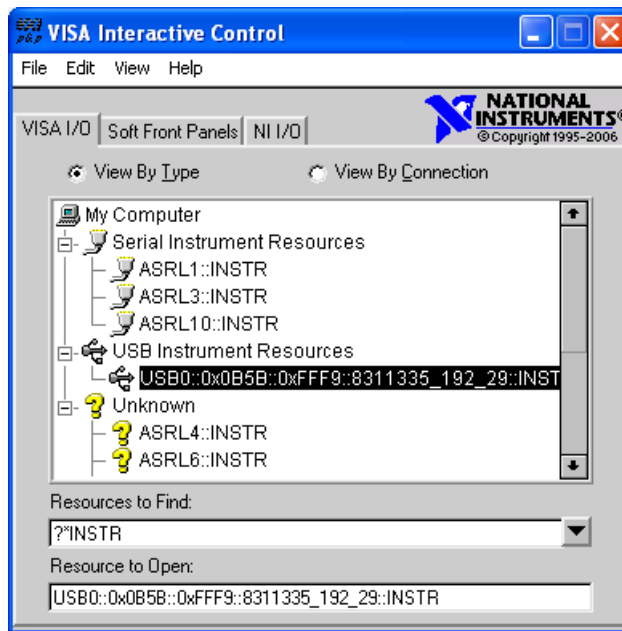 VISA Interactive Control
File Edit View Help
NATIONAL
INSTRUMENTS®
© Copyright 1995-2006
VISA I/O Soft Front Panels NI I/O
View By Type View By Connection
My Computer
Serial Instrument Resources
ASRL1::INSTR
ASRL3::INSTR
ASRL10::INSTR
USB Instrument Resources
USB0::0x0B5B::0xFFF9::8311335_192_29::INST
Unknown
ASRL4::INSTR
ASRL6::INSTR
Resources to Find:
?*INSTR
Resource to Open:
USB0::0x0B5B::0xFFF9::8311335_192_29::INSTR